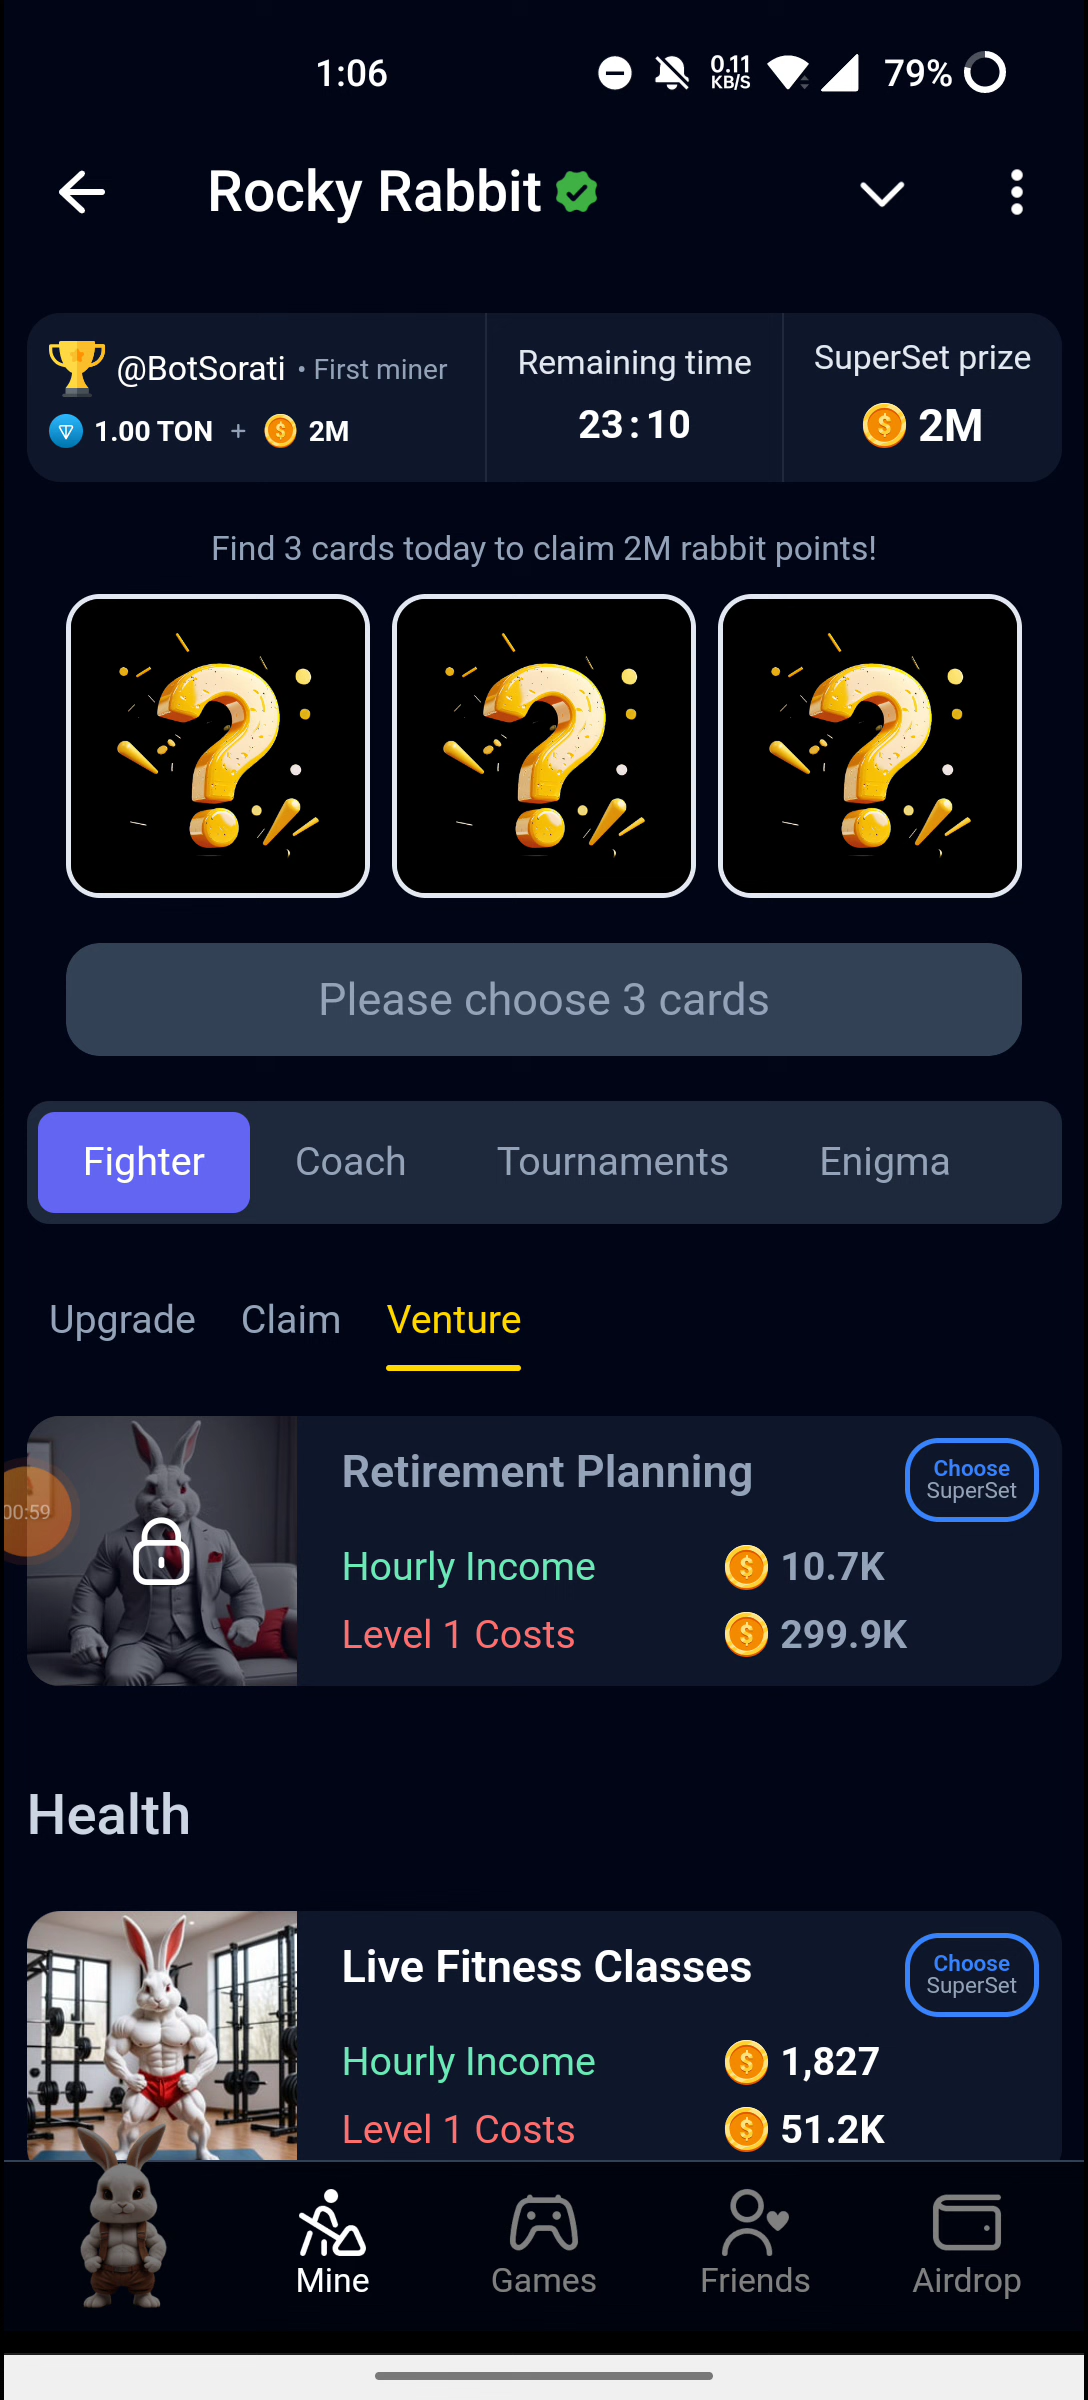 1:06
0.11
KB/S
79%
Rocky Rabbit
@BotSorati • First miner
1.00 TON + 2M
Remaining time
23:10
SuperSet prize
2M
Find 3 cards today to claim 2M rabbit points!
Please choose 3 cards
Fighter
Coach
Tournaments
Enigma
Upgrade
Claim
Venture
00:59
Retirement Planning
Choose
SuperSet
Hourly Income
10.7K
Level 1 Costs
299.9K
Health
Live Fitness Classes
Choose
SuperSet
Hourly Income
1,827
Level 1 Costs
51.2K
Mine
Games
Friends
Airdrop